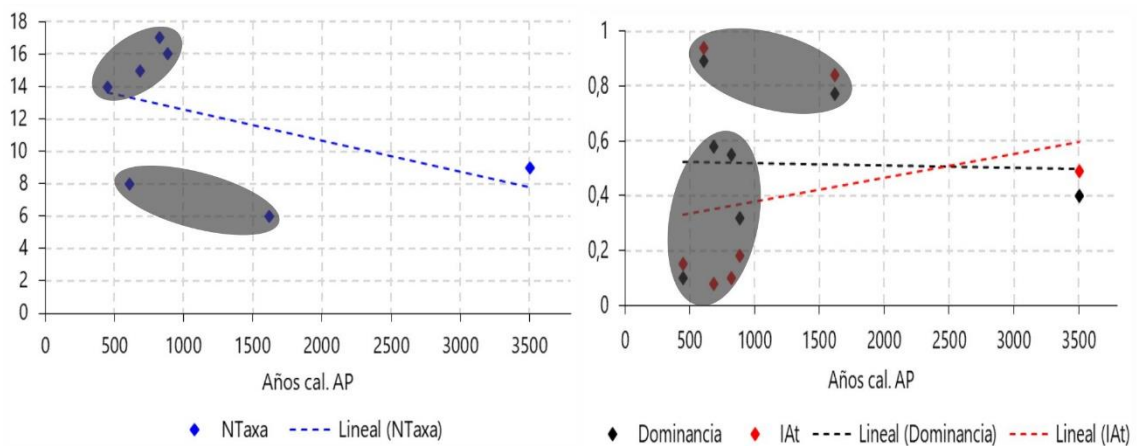 18
16
14
12
10
8
6
4
2
0
0 500 1000 1500 2000 2500 3000 3500
Años cal. AP
NTaxa Lineal (NTaxa)
1
0,8
0,6
0,4
0,2
0
0 500 1000 1500 2000 2500 3000 3500
Años cal. AP
Dominancia IAt Lineal (Dominancia) Lineal (IAt)